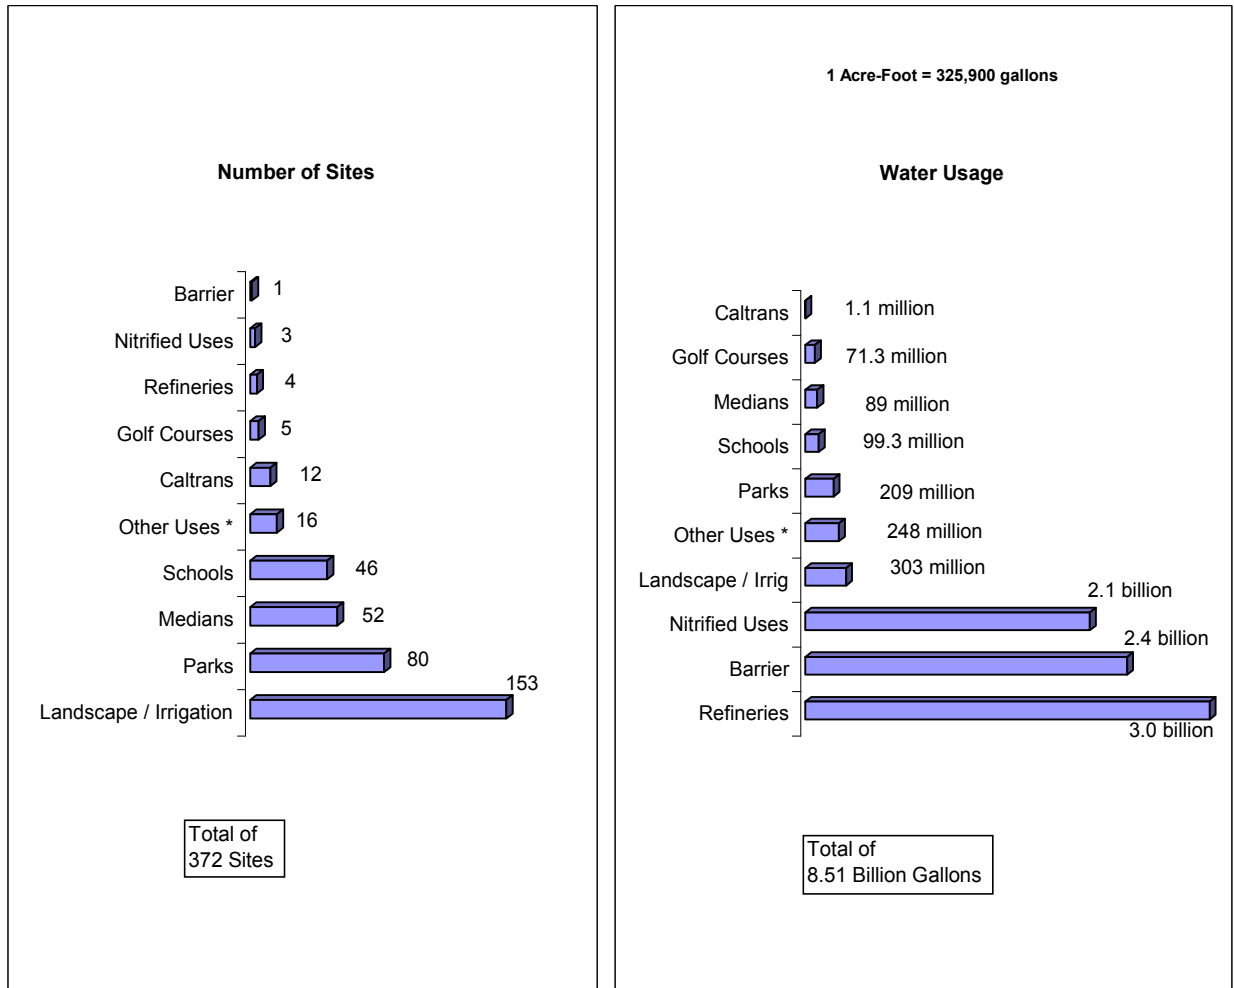 Number of Sites
Barrier 1
Nitrified Uses 3
Refineries 4
Golf Courses 5
Caltrans 12
Other Uses * 16
Schools 46
Medians 52
Parks 80
Landscape / Irrigation 153
Total of
372 Sites
1 Acre-Foot = 325,900 gallons
Water Usage
Caltrans 1.1 million
Golf Courses 71.3 million
Medians 89 million
Schools 99.3 million
Parks 209 million
Other Uses * 248 million
Landscape / Irrig 303 million
Nitrified Uses 2.1 billion
Barrier 2.4 billion
Refineries 3.0 billion
Total of
8.51 Billion Gallons